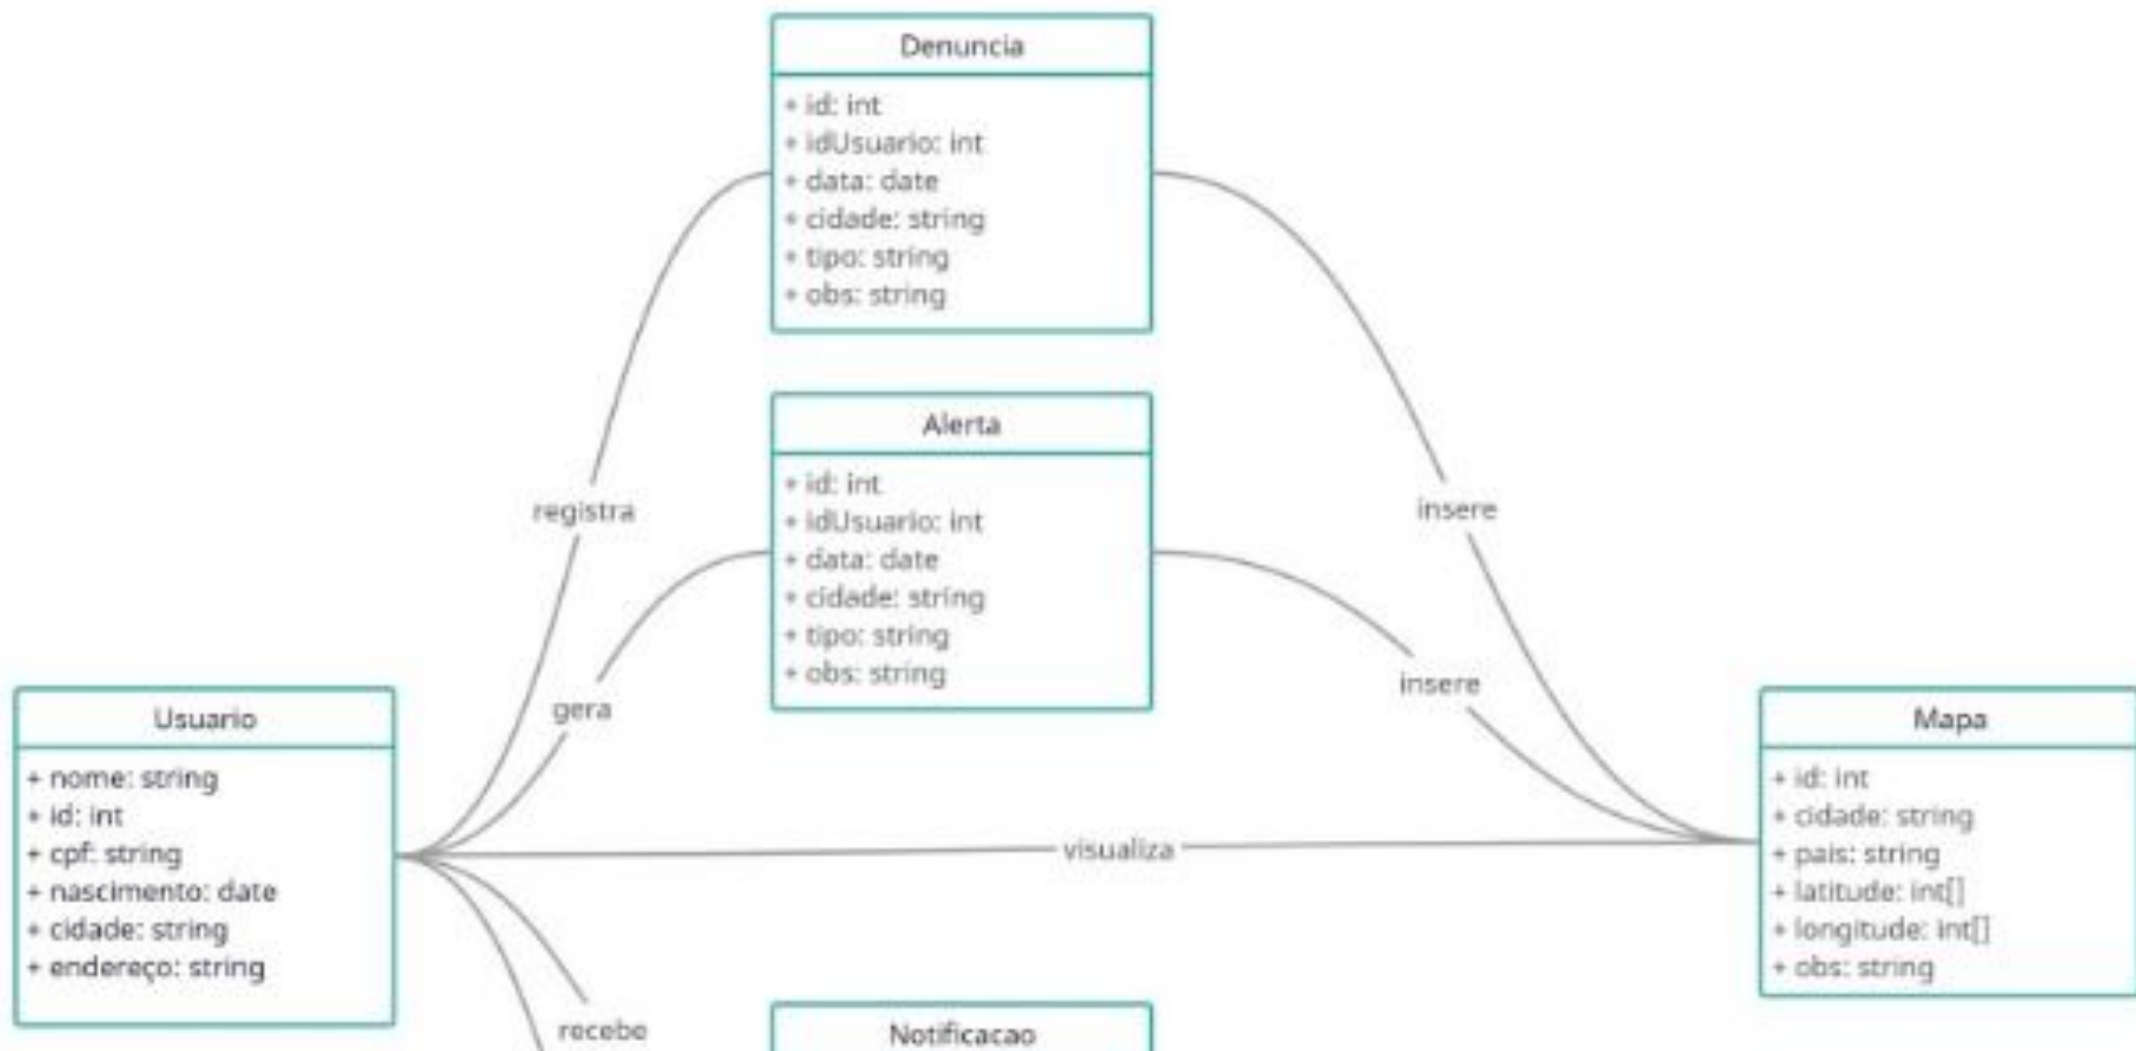 Denuncia
+ id: int
+ idUsuario: int
+ data: date
+ cidade: string
+ tipo: string
+ obs: string
registra
insere
Alerta
+ id: int
+ idUsuario: int
+ data: date
+ cidade: string
+ tipo: string
+ obs: string
gera
insere
Usuario
+ nome: string
+ id: int
+ cpf: string
+ nascimento: date
+ cidade: string
+ endereço: string
visualiza
Mapa
+ id: int
+ cidade: string
+ pais: string
+ latitude: int[]
+ longitude: int[]
+ obs: string
recebe
Notificacao